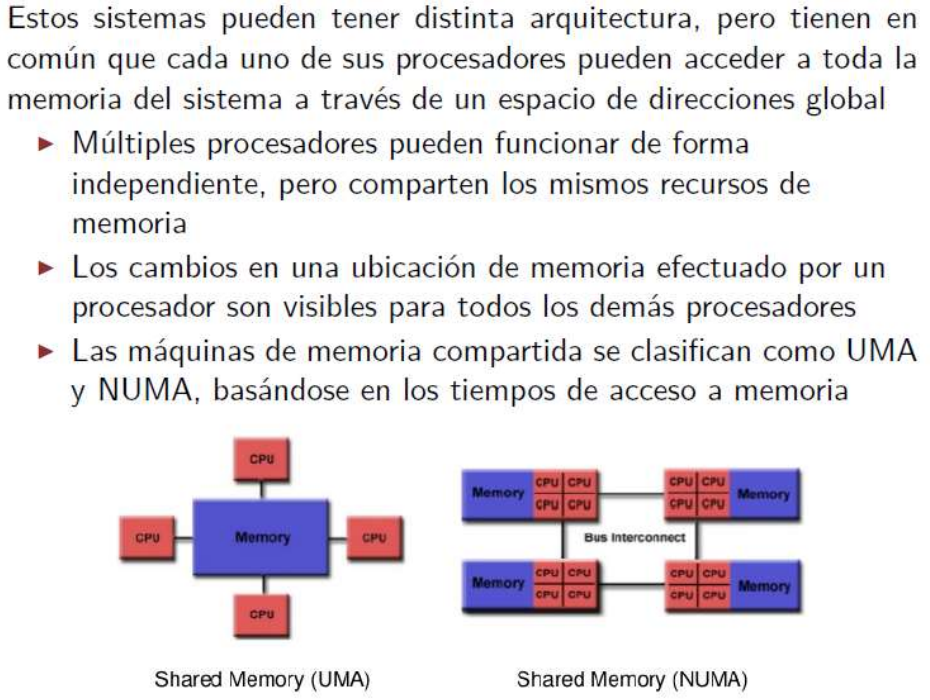 Estos sistemas pueden tener distinta arquitectura, pero tienen en
común que cada uno de sus procesadores pueden acceder a toda la
memoria del sistema a través de un espacio de direcciones global
▶ Múltiples procesadores pueden funcionar de forma
independiente, pero comparten los mismos recursos de
memoria
▶ Los cambios en una ubicación de memoria efectuado por un
procesador son visibles para todos los demás procesadores
▶ Las máquinas de memoria compartida se clasifican como UMA
y NUMA, basándose en los tiempos de acceso a memoria
CPU
CPU Memory CPU
CPU
Shared Memory (UMA)
Memory CPU CPU
CPU CPU
CPU CPU Memory
CPU CPU
Bus Interconnect
Memory CPU CPU
CPU CPU
CPU CPU Memory
CPU CPU
Shared Memory (NUMA)